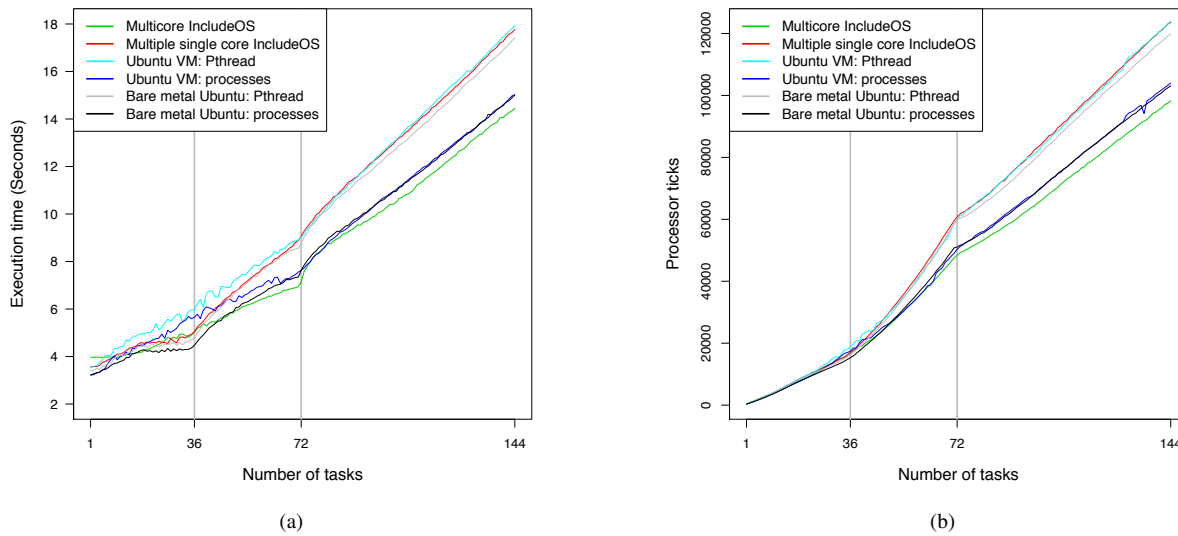 18
16
14
12
10
8
6
4
2
Execution time (Seconds)
Multicore IncludeOS
Multiple single core IncludeOS
Ubuntu VM: Pthread
Ubuntu VM: processes
Bare metal Ubuntu: Pthread
Bare metal Ubuntu: processes
1 36 72 144
Number of tasks
(a)
120000
100000
80000
60000
40000
20000
0
Processor ticks
Multicore IncludeOS
Multiple single core IncludeOS
Ubuntu VM: Pthread
Ubuntu VM: processes
Bare metal Ubuntu: Pthread
Bare metal Ubuntu: processes
1 36 72 144
Number of tasks
(b)